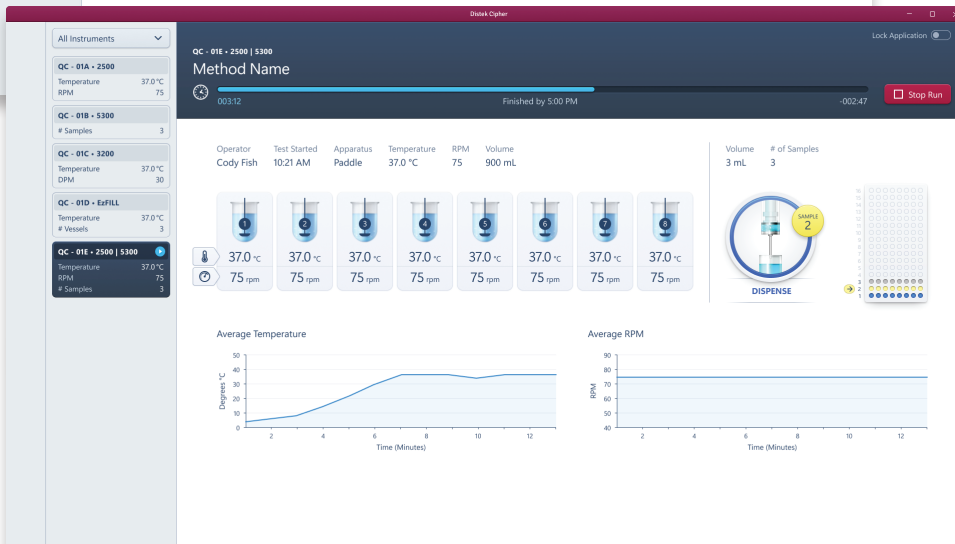 Distek Cipher
All Instruments
QC - 01A • 2500
Temperature 37.0 °C
RPM 75
QC - 01B • 5300
# Samples 3
QC - 01C • 3200
Temperature 37.0 °C
DPM 30
QC - 01D • EzFILL
Temperature 37.0 °C
# Vessels 3
QC - 01E • 2500 | 5300
Temperature 37.0 °C
RPM 75
# Samples 3
Lock Application
QC - 01E • 2500 | 5300
Method Name
003:12 Finished by 5:00 PM -002:47
Stop Run
Operator Test Started Apparatus Temperature RPM Volume
Cody Fish 10:21 AM Paddle 37.0 °C 75 900 mL
Volume # of Samples
3 mL 3
1 2 3 4 5 6 7 8
37.0 °C 37.0 °C 37.0 °C 37.0 °C 37.0 °C 37.0 °C 37.0 °C 37.0 °C
75 rpm 75 rpm 75 rpm 75 rpm 75 rpm 75 rpm 75 rpm 75 rpm
SAMPLE
2
DISPENSE
3
2
1
Average Temperature
50
40
30
20
10
0
Degrees °C
2 4 6 8 10 12
Time (Minutes)
Average RPM
90
80
70
60
50
40
RPM
2 4 6 8 10 12
Time (Minutes)